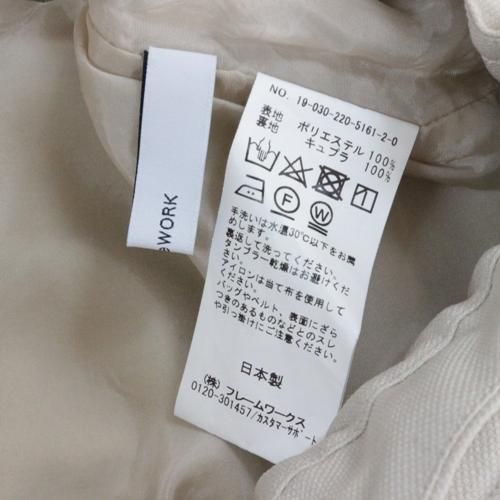 eWORK
NO. 19-030-220-5161-2-0
表地 ポリエステル 100%
裏地 キュプラ 100%
F
W
手洗いは水温30℃以下をお薦
めします。
裏返して洗ってください。
タンブラー乾燥はお避けくだ
さい。
アイロンは当て布を使用して
ください。
バッグやベルト、表面にざら
つきのあるものなどとのスレ
や引っ掛けにご注意ください。
日本製
(株) フレームワークス
0120-301457/カスタマーサポート